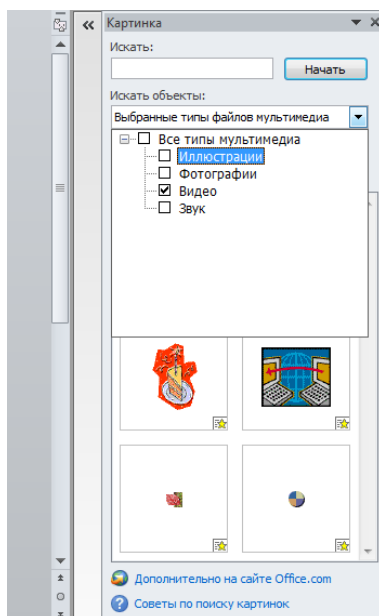 Картинка
Искать:
Начать
Искать объекты:
Выбранные типы файлов мультимедиа
Все типы мультимедиа
Иллюстрации
Фотографии
Видео
Звук
Дополнительно на сайте Office.com
Советы по поиску картинок